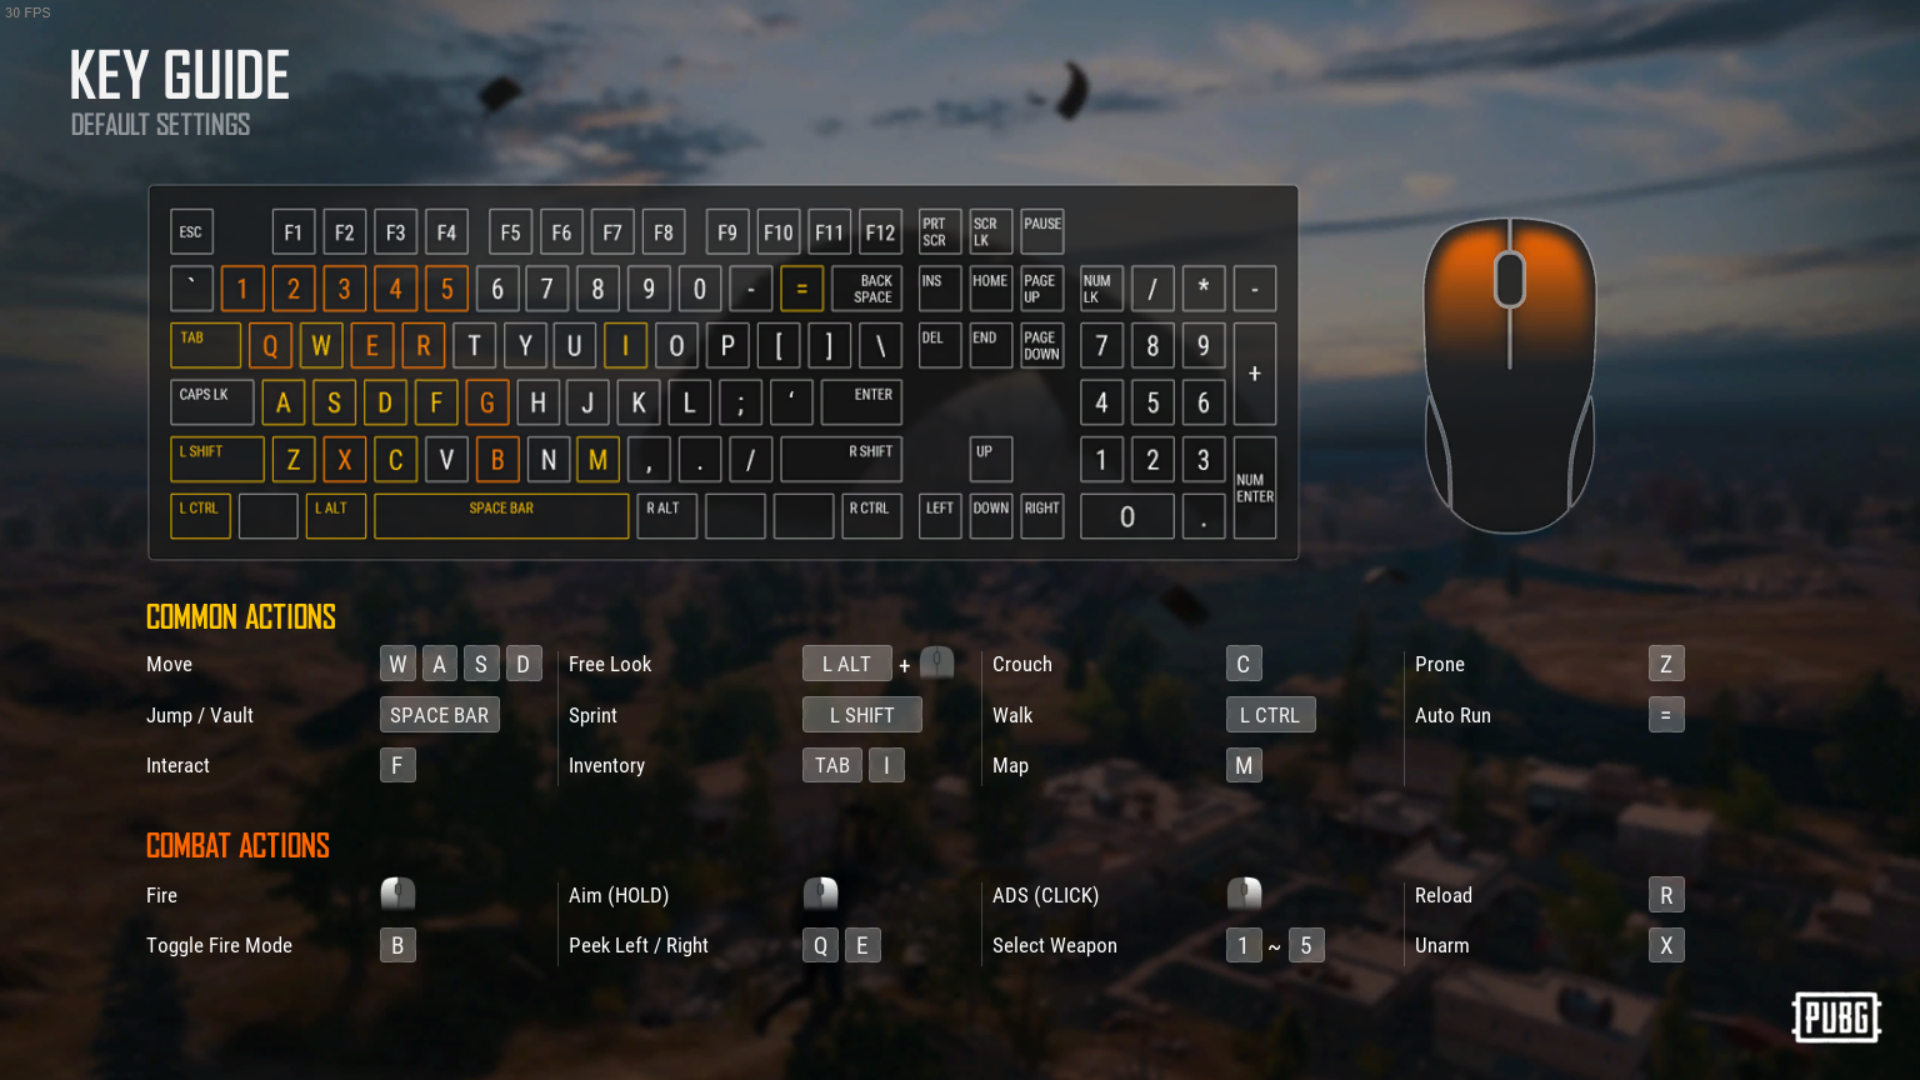 30 FPS
KEY GUIDE
DEFAULT SETTINGS
ESC F1 F2 F3 F4 F5 F6 F7 F8 F9 F10 F11 F12 PRT SCR SCR LK PAUSE
` 1 2 3 4 5 6 7 8 9 0 - = BACK SPACE INS HOME PAGE UP NUM LK / * -
TAB Q W E R T Y U I O P [ ] \ DEL END PAGE DOWN 7 8 9 +
CAPS LK A S D F G H J K L ; ‘ ENTER 4 5 6
L SHIFT Z X C V B N M , . / R SHIFT UP 1 2 3 NUM ENTER
L CTRL L ALT SPACE BAR R ALT R CTRL LEFT DOWN RIGHT 0 .
COMMON ACTIONS
Move W A S D Free Look L ALT + Crouch C Prone Z
Jump / Vault SPACE BAR Sprint L SHIFT Walk L CTRL Auto Run =
Interact F Inventory TAB I Map M
COMBAT ACTIONS
Fire Aim (HOLD) ADS (CLICK) Reload R
Toggle Fire Mode B Peek Left / Right Q E Select Weapon 1 ~ 5 Unarm X
PUBG